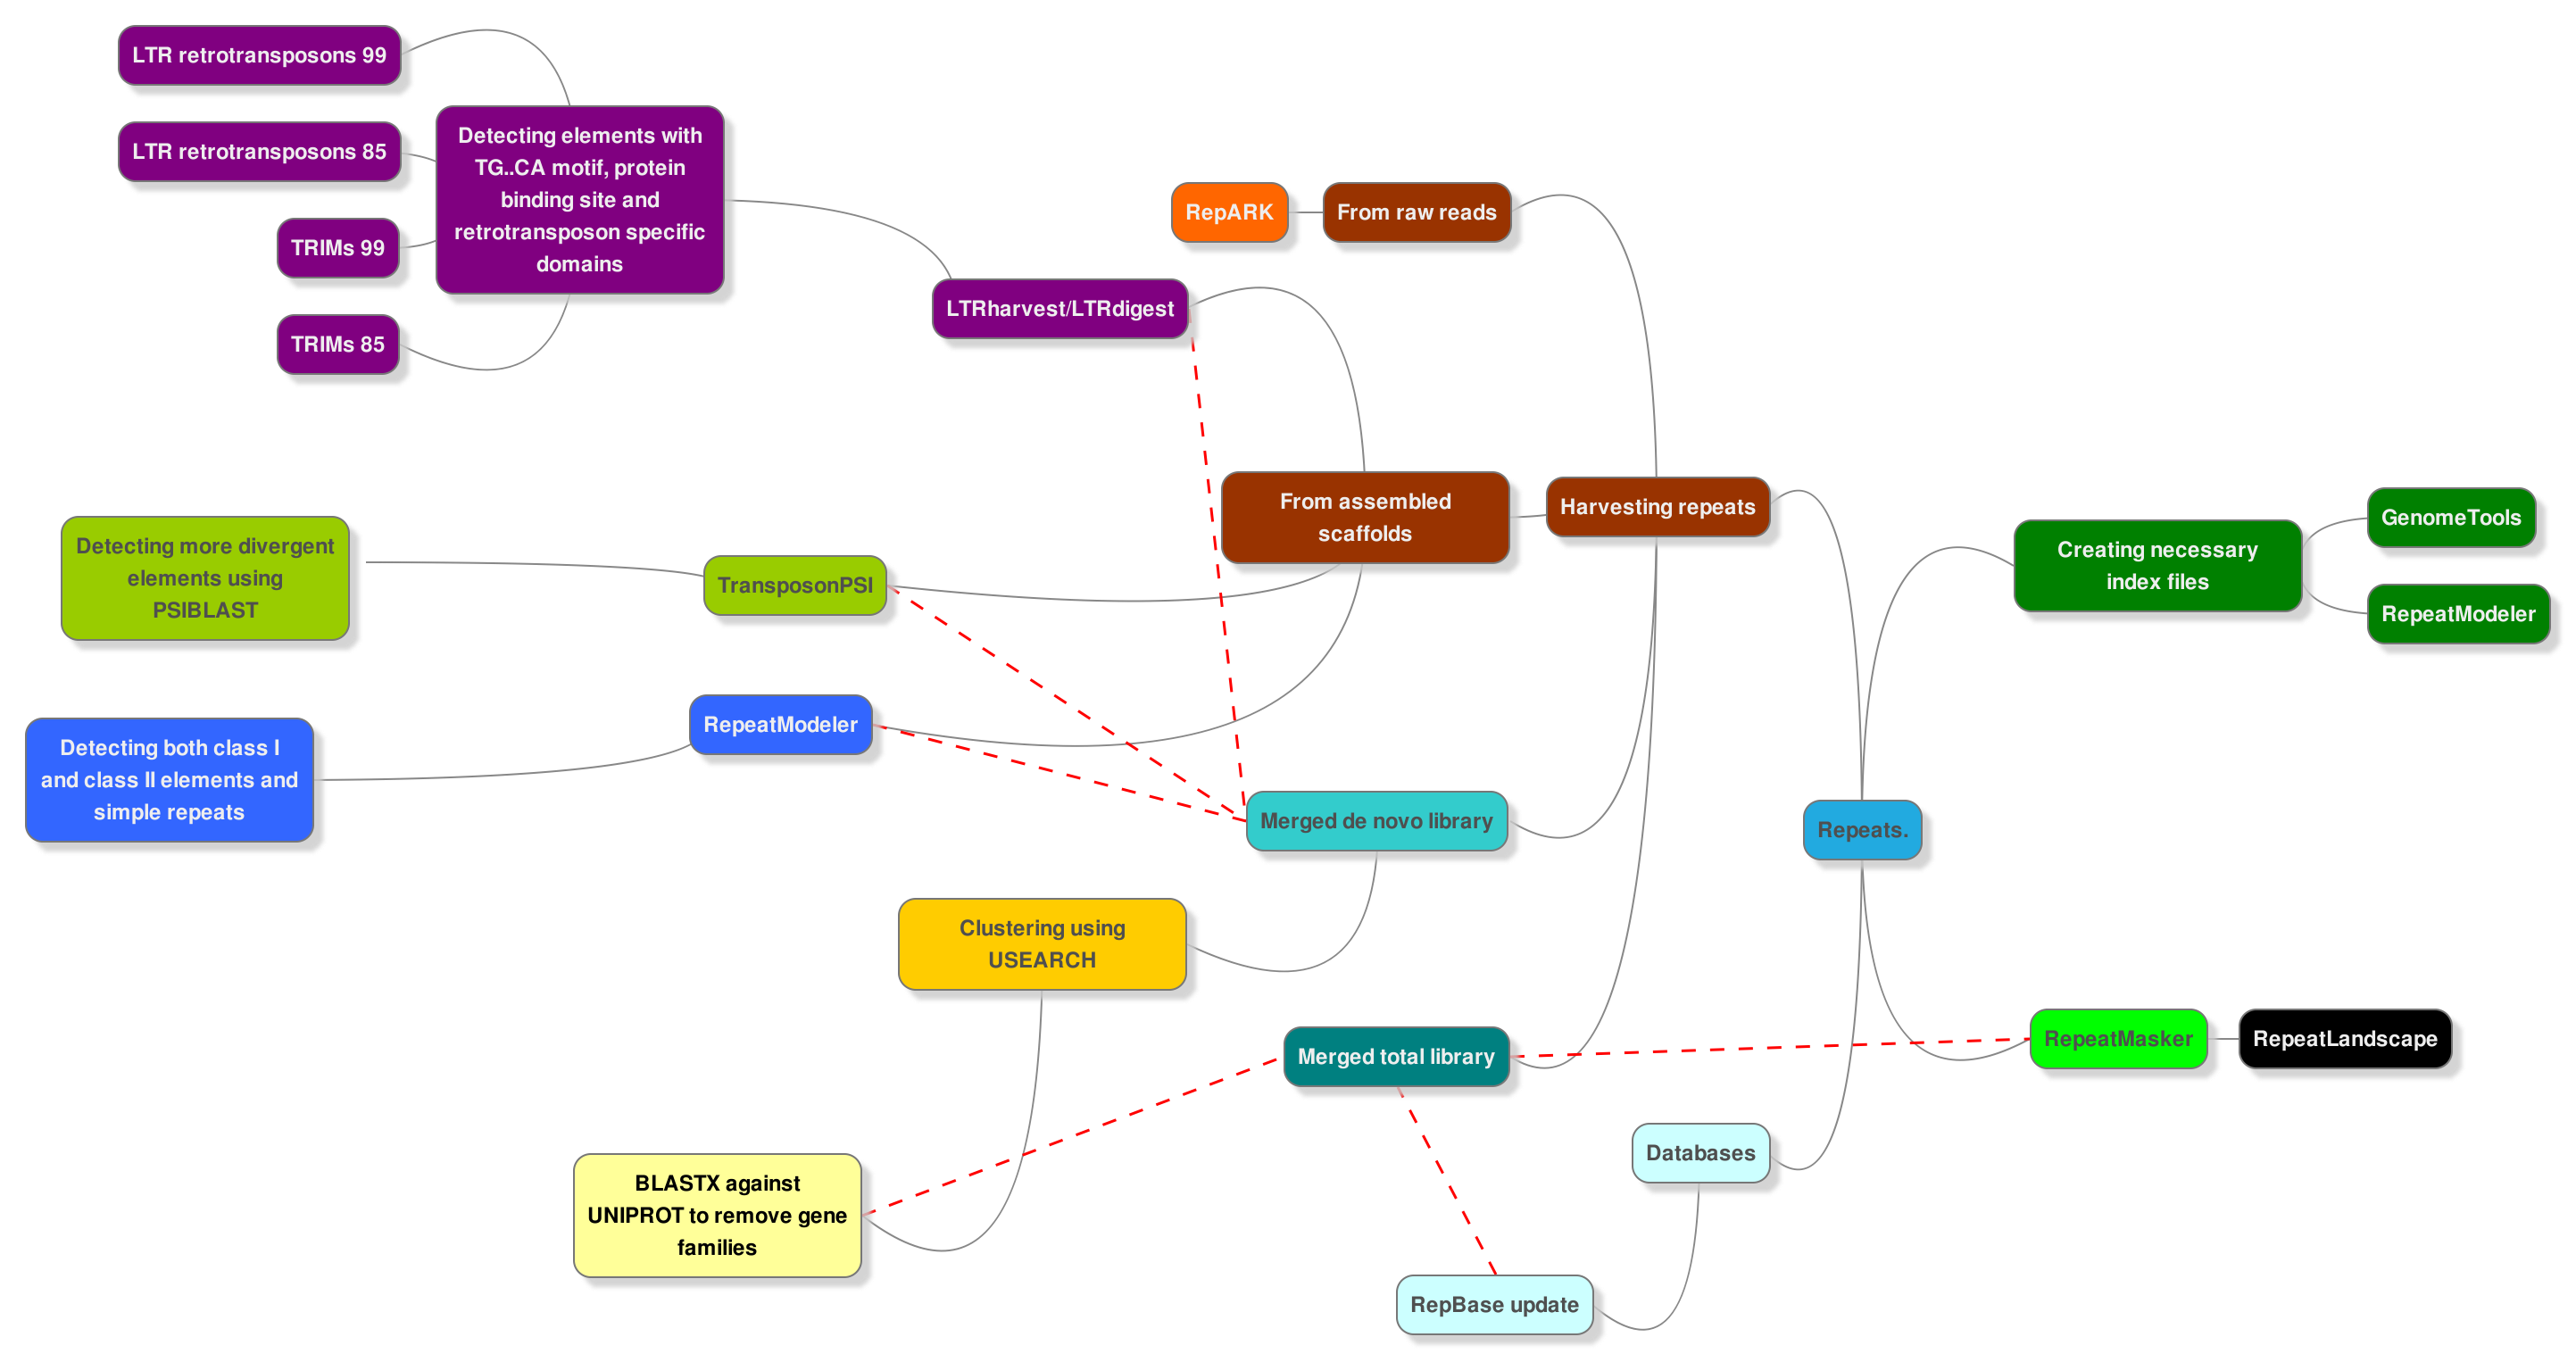 LTR retrotransposons 99
LTR retrotransposons 85
TRIMs 99
TRIMs 85
Detecting elements with
TG..CA motif, protein
binding site and
retrotransposon specific
domains
RepARK
From raw reads
LTRharvest/LTRdigest
From assembled
scaffolds
Harvesting repeats
Creating necessary
index files
GenomeTools
RepeatModeler
Detecting more divergent
elements using
PSIBLAST
TransposonPSI
Detecting both class I
and class II elements and
simple repeats
RepeatModeler
Merged de novo library
Repeats.
Clustering using
USEARCH
Merged total library
RepeatMasker
RepeatLandscape
BLASTX against
UNIPROT to remove gene
families
Databases
RepBase update